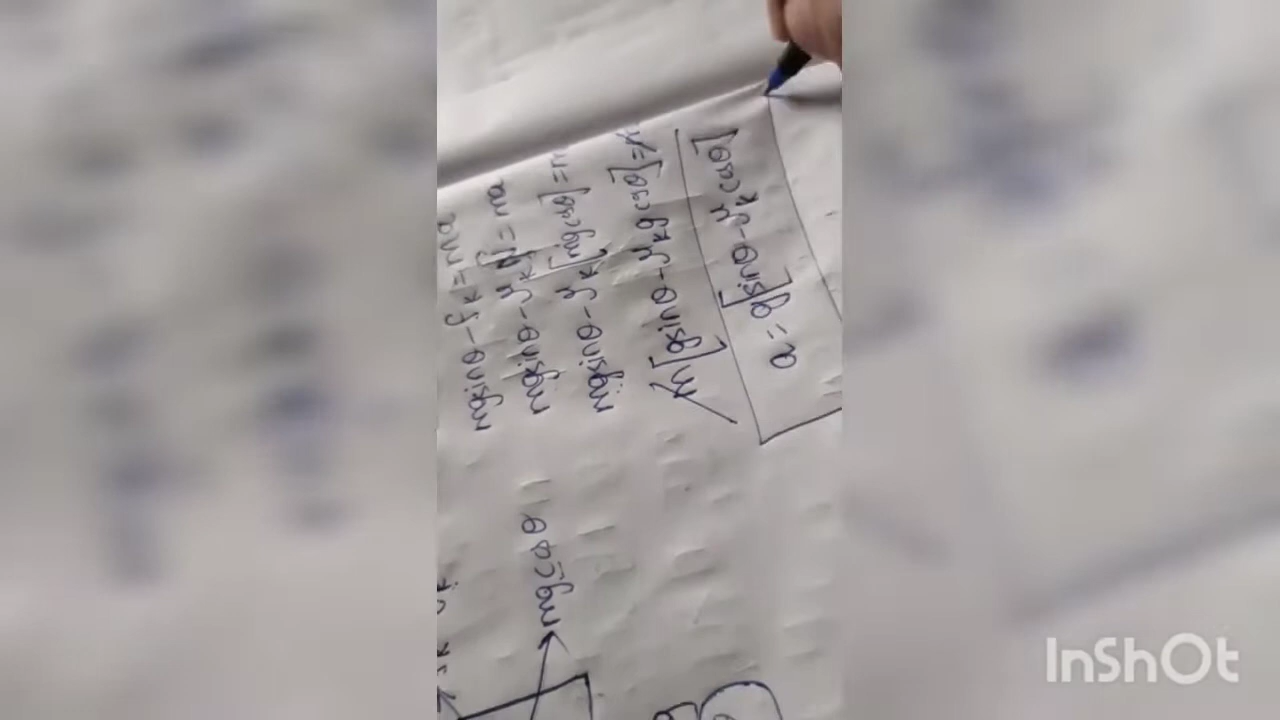 mgsinθ - fk = ma
mgsinθ - μk N = ma
mgsinθ - μk [mgcosθ] = m
m[gsinθ - μk g cosθ] = m
a = g[sinθ - μk cosθ]
mgcosθ
InShOt